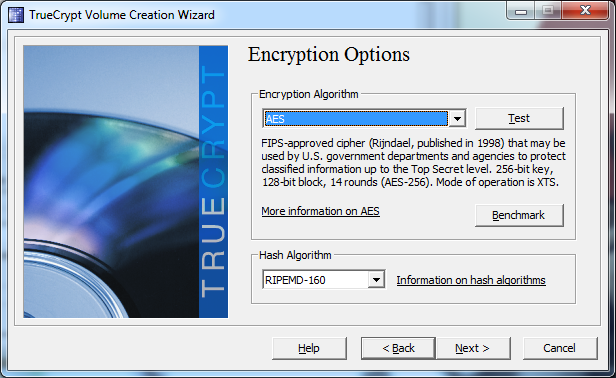 TrueCrypt Volume Creation Wizard
TRUECRYPT
Encryption Options
Encryption Algorithm
AES
Test
FIPS-approved cipher (Rijndael, published in 1998) that may be
used by U.S. government departments and agencies to protect
classified information up to the Top Secret level. 256-bit key,
128-bit block, 14 rounds (AES-256). Mode of operation is XTS.
More information on AES
Benchmark
Hash Algorithm
RIPEMD-160
Information on hash algorithms
Help
< Back
Next >
Cancel